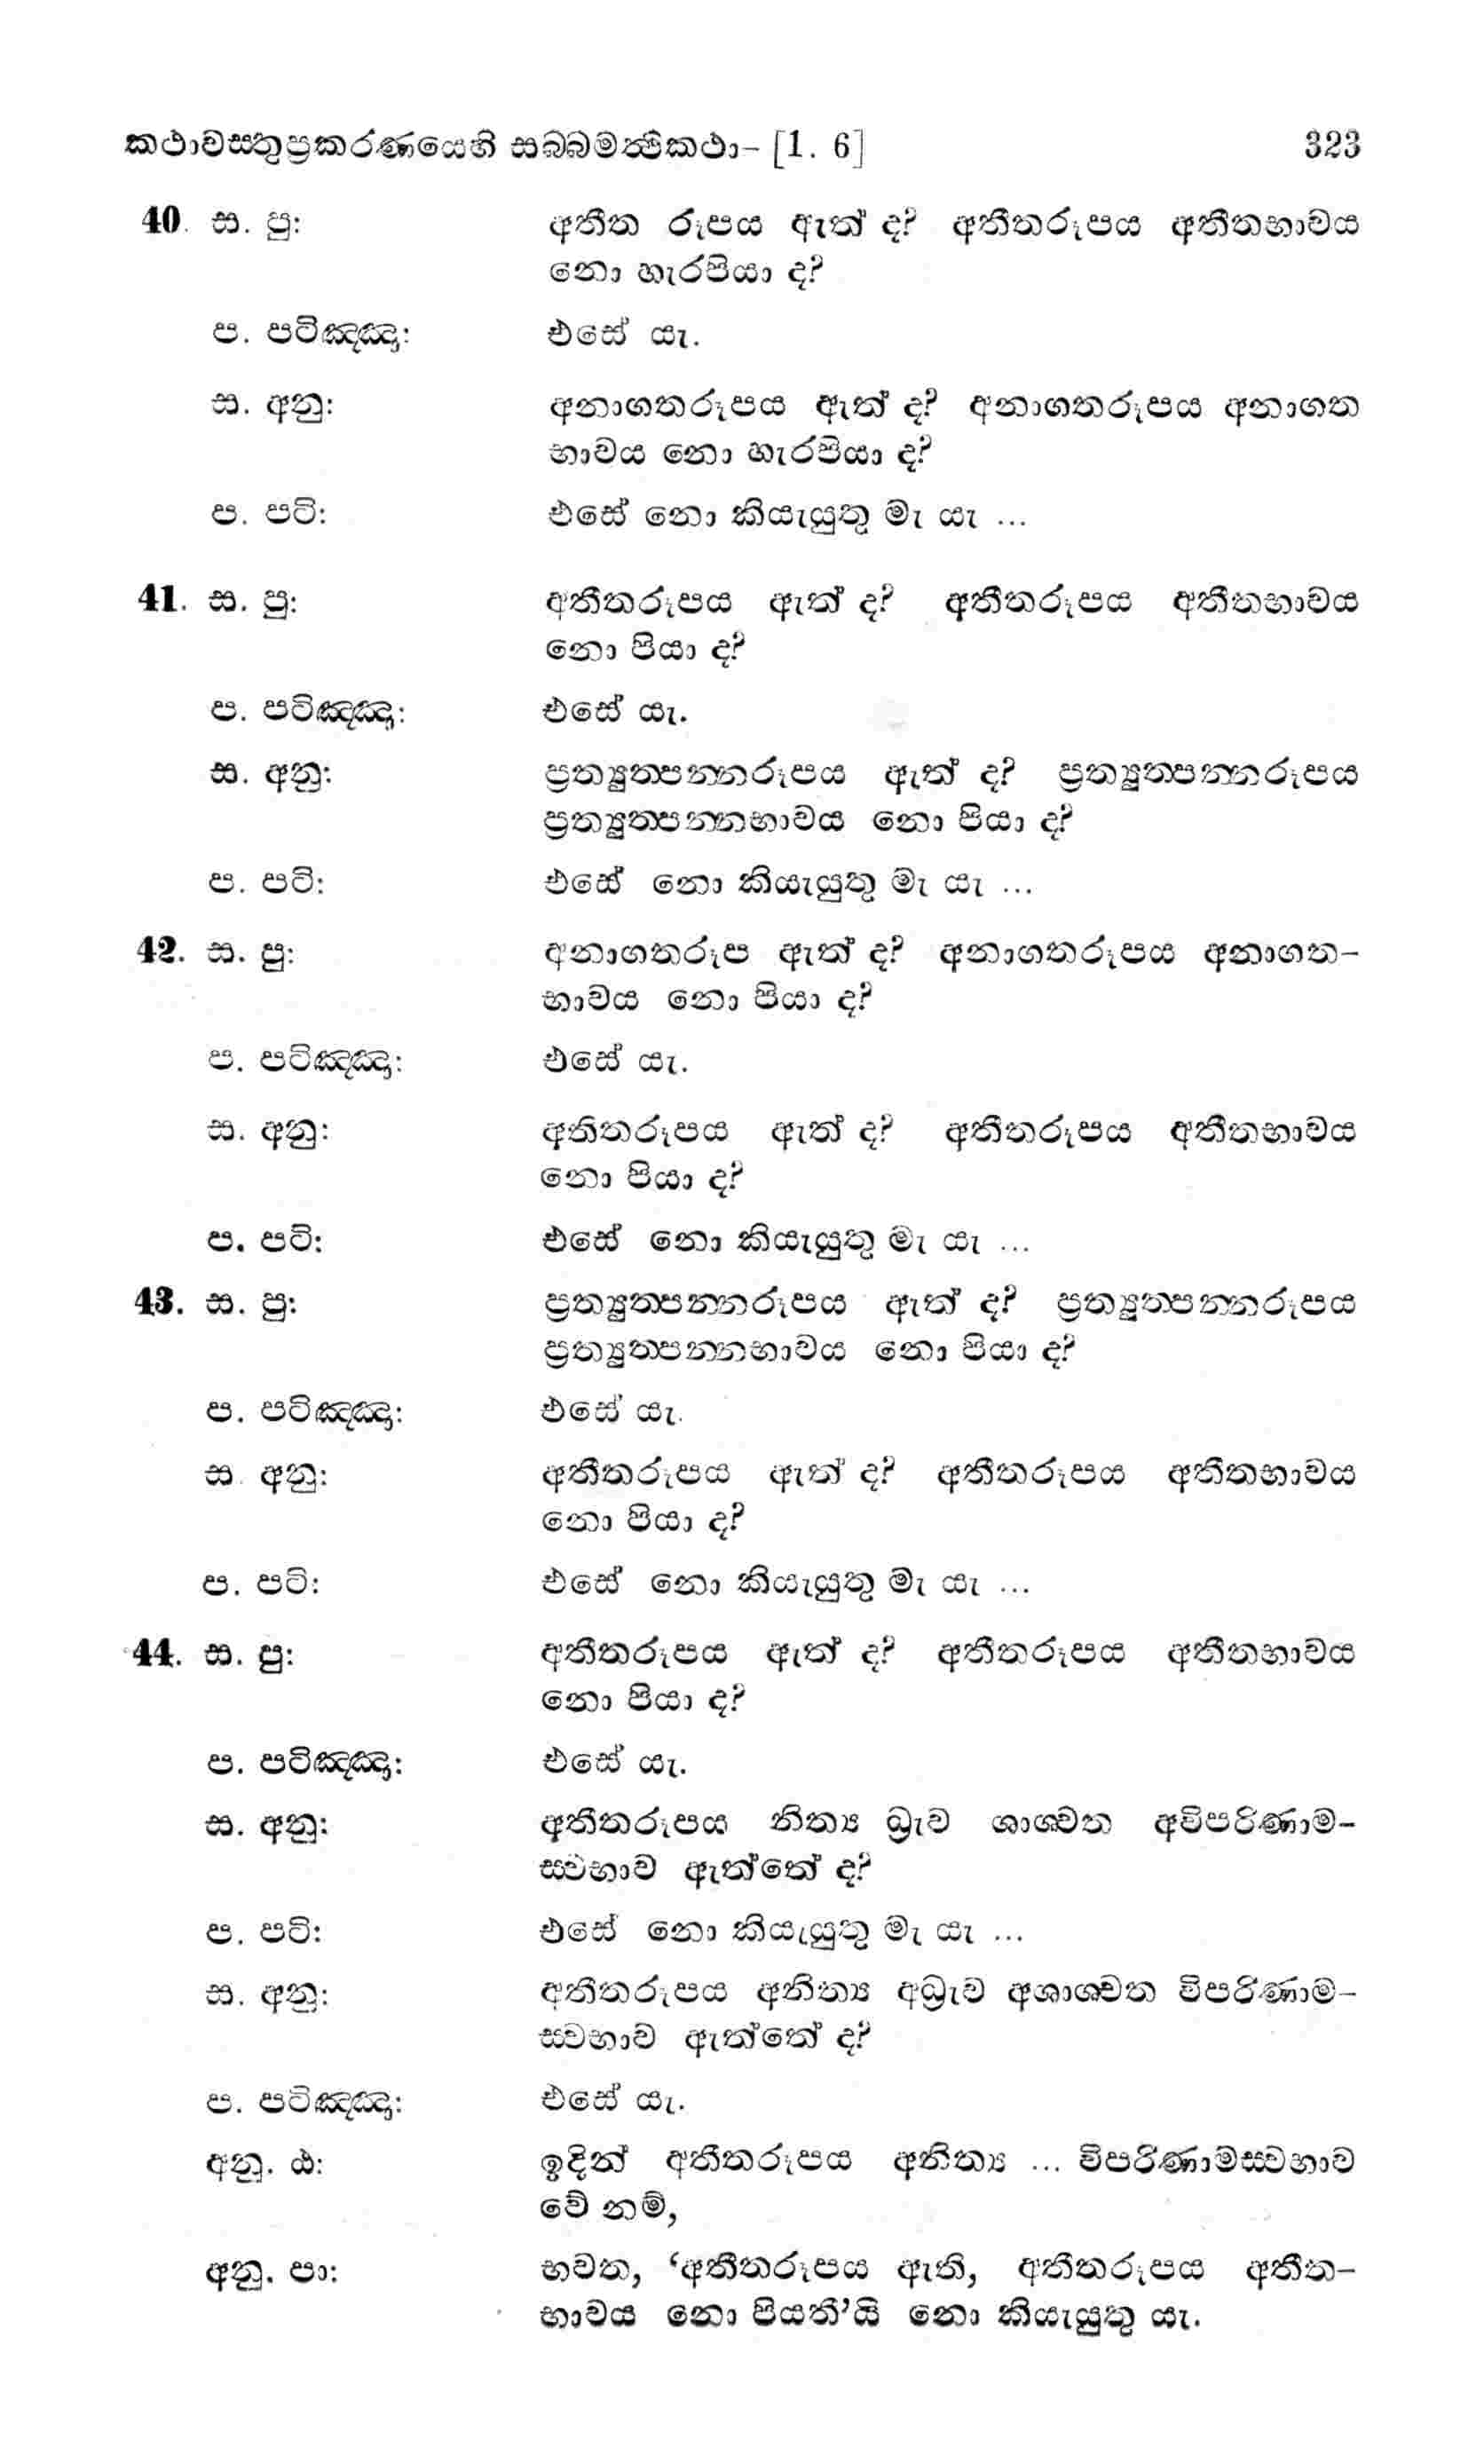 කථාවස්තුප්‍රකරණයෙහි සබ්බමත්ථිකථා- [1. 6] 323
40. ස. පු: අතීත රූපය ඇත් ද? අතීතරූපය අතීතභාවය
නො හැරපියා ද?
ප. පටිඤ්ඤා: එසේ යැ.
ස. අනු: අනාගතරූපය ඇත් ද? අනාගතරූපය අනාගත
භාවය නො හැරපියා ද?
ප. පටි: එසේ නො කියැයුතු මැ යැ ...
41. ස. පු: අතීතරූපය ඇත් ද? අතීතරූපය අතීතභාවය
නො පියා ද?
ප. පටිඤ්ඤා: එසේ යැ.
ස. අනු: ප්‍රත්‍යුත්පන්නරූපය ඇත් ද? ප්‍රත්‍යුත්පන්නරූපය
ප්‍රත්‍යුත්පන්නභාවය නො පියා ද?
ප. පටි: එසේ නො කියැයුතු මැ යැ ...
42. ස. පු: අනාගතරූප ඇත් ද? අනාගතරූපය අනාගත-
භාවය නො පියා ද?
ප. පටිඤ්ඤා: එසේ යැ.
ස. අනු: අතිතරූපය ඇත් ද? අතීතරූපය අතීතභාවය
නො පියා ද?
ප. පටි: එසේ නො කියැයුතු මැ යැ ...
43. ස. පු: ප්‍රත්‍යුත්පන්නරූපය ඇත් ද? ප්‍රත්‍යුත්පන්නරූපය
ප්‍රත්‍යුත්පන්නභාවය නො පියා ද?
ප. පටිඤ්ඤා: එසේ යැ.
ස. අනු: අතීතරූපය ඇත් ද? අතීතරූපය අතීතභාවය
නො පියා ද?
ප. පටි: එසේ නො කියැයුතු මැ යැ ...
44. ස. පු: අතීතරූපය ඇත් ද? අතීතරූපය අතීතභාවය
නො පියා ද?
ප. පටිඤ්ඤා: එසේ යැ.
ස. අනු: අතීතරූපය නිත්‍ය ධ්‍රැව ශාශ්වත අවිපරිණාම-
ස්වභාව ඇත්තේ ද?
ප. පටි: එසේ නො කියැයුතු මැ යැ ...
ස. අනු: අතීතරූපය අනිත්‍ය අධ්‍රැව අශාශ්වත විපරිණාම-
ස්වභාව ඇත්තේ ද?
ප. පටිඤ්ඤා: එසේ යැ.
අනු. ඨ: ඉදින් අතීතරූපය අනිත්‍ය ... විපරිණාමස්වභාව
වේ නම්,
අනු. පා: භවත, ‘අතීතරූපය ඇති, අතීතරූපය අතීත-
භාවය නො පියතී’යි නො කියැයුතු යැ.